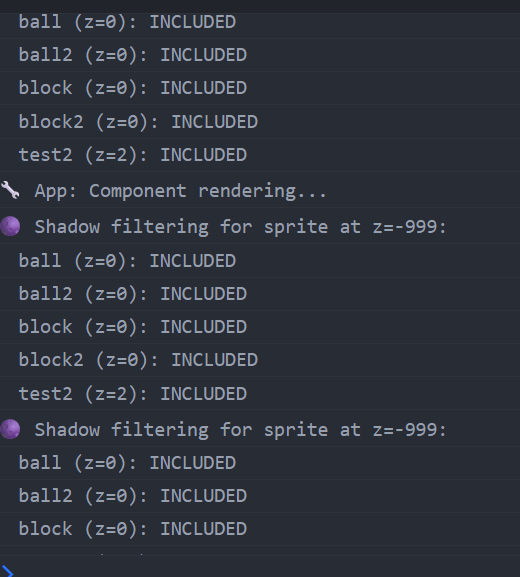 ball (z=0): INCLUDED
ball2 (z=0): INCLUDED
block (z=0): INCLUDED
block2 (z=0): INCLUDED
test2 (z=2): INCLUDED
🔧 App: Component rendering...
🟣 Shadow filtering for sprite at z=-999:
ball (z=0): INCLUDED
ball2 (z=0): INCLUDED
block (z=0): INCLUDED
block2 (z=0): INCLUDED
test2 (z=2): INCLUDED
🟣 Shadow filtering for sprite at z=-999:
ball (z=0): INCLUDED
ball2 (z=0): INCLUDED
block (z=0): INCLUDED